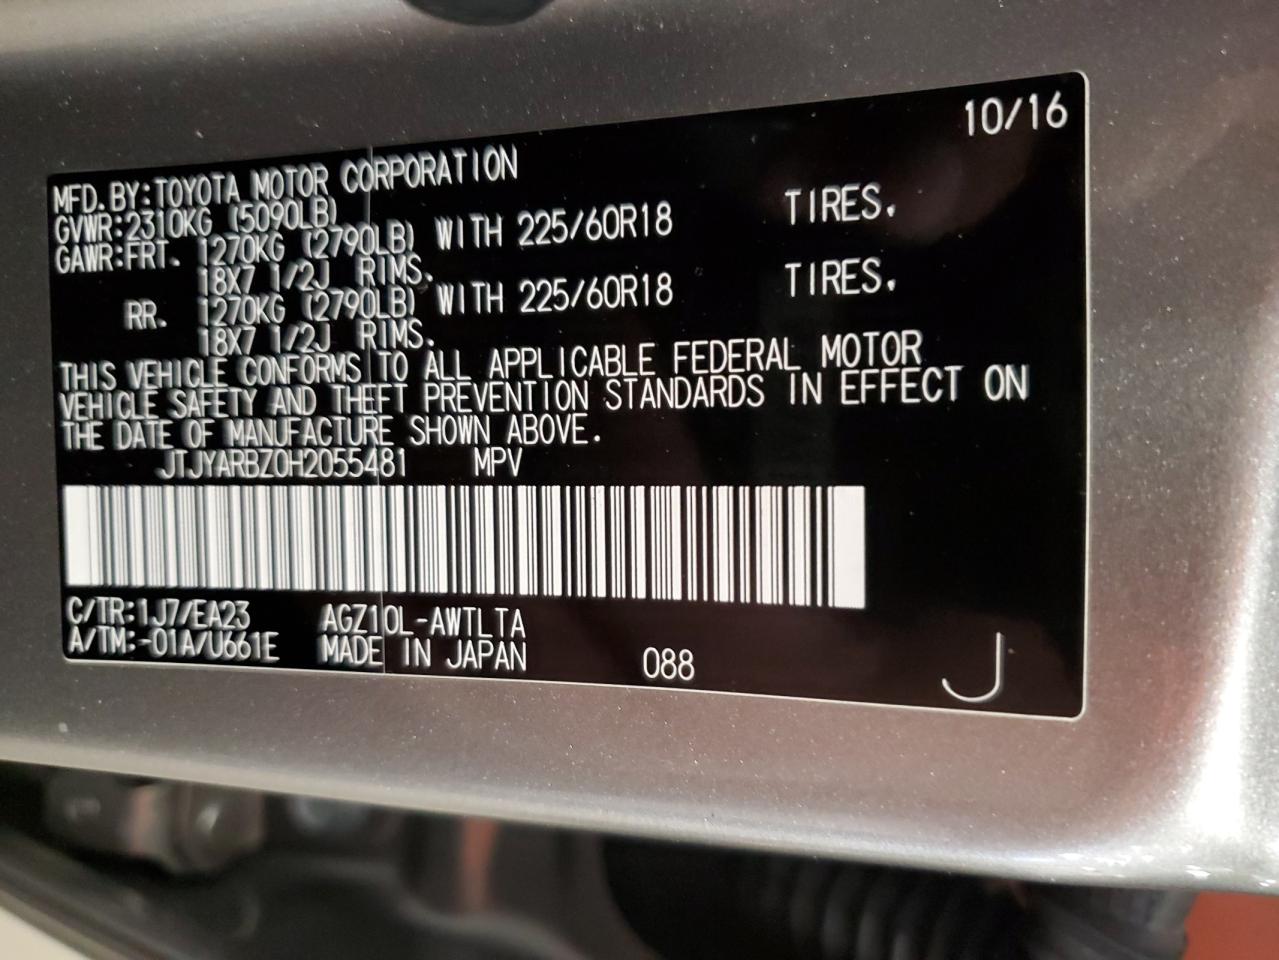 10/16
MFD.BY:TOYOTA MOTOR CORPORATION
GVWR:2310KG (5090LB)
GAWR:FRT. 1270KG (2790LB) WITH 225/60R18 TIRES.
18X7 1/2J RIMS.
RR. 1270KG (2790LB) WITH 225/60R18 TIRES.
18X7 1/2J RIMS.
THIS VEHICLE CONFORMS TO ALL APPLICABLE FEDERAL MOTOR
VEHICLE SAFETY AND THEFT PREVENTION STANDARDS IN EFFECT ON
THE DATE OF MANUFACTURE SHOWN ABOVE.
JTJYARBZ0H2055481 MPV
C/TR:1J7/EA23 AGZ10L-AWTLTA
A/TM:-01A/U661E MADE IN JAPAN 088
J